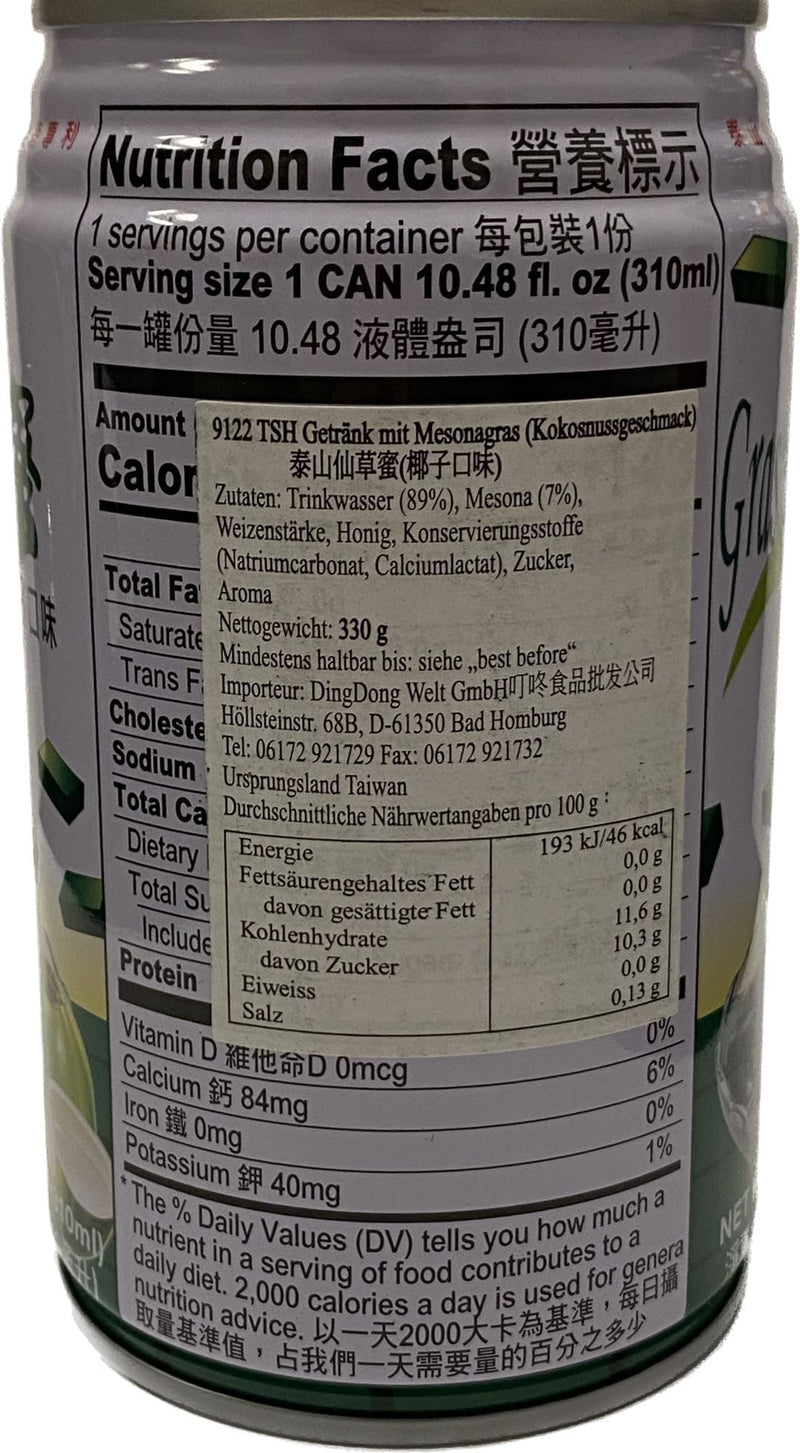 專利
Nutrition Facts 營養標示
1 servings per container 每包裝1份
Serving size 1 CAN 10.48 fl. oz (310ml)
每一罐份量 10.48 液體盎司 (310毫升)
Amount
Calor
Total Fa
Saturate
Trans F
Choleste
Sodium
Total Ca
Dietary
Total Su
Include
Protein
9122 TSH Getränk mit Mesonagras (Kokosnussgeschmack)
泰山仙草蜜(椰子口味)
Zutaten: Trinkwasser (89%), Mesona (7%),
Weizenstärke, Honig, Konservierungsstoffe
(Natriumcarbonat, Calciumlactat), Zucker,
Aroma
Nettogewicht: 330 g
Mindestens haltbar bis: siehe „best before“
Importeur: DingDong Welt GmbH叮咚食品批发公司
Höllsteinstr. 68B, D-61350 Bad Homburg
Tel: 06172 921729 Fax: 06172 921732
Ursprungsland Taiwan
Durchschnittliche Nährwertangaben pro 100 g :
Energie 193 kJ/46 kcal
Fettsäurengehaltes Fett 0,0 g
davon gesättigte Fett 0,0 g
Kohlenhydrate 11,6 g
davon Zucker 10,3 g
Eiweiss 0,0 g
Salz 0,13 g
Vitamin D 維他命D 0mcg 0%
Calcium 鈣 84mg 6%
Iron 鐵 0mg 0%
Potassium 鉀 40mg 1%
* The % Daily Values (DV) tells you how much a
nutrient in a serving of food contributes to a
daily diet. 2,000 calories a day is used for genera
nutrition advice. 以一天2000大卡為基準，每日攝
取量基準值，占我們一天需要量的百分之多少
口味
Gra
10ml)
升)
NET